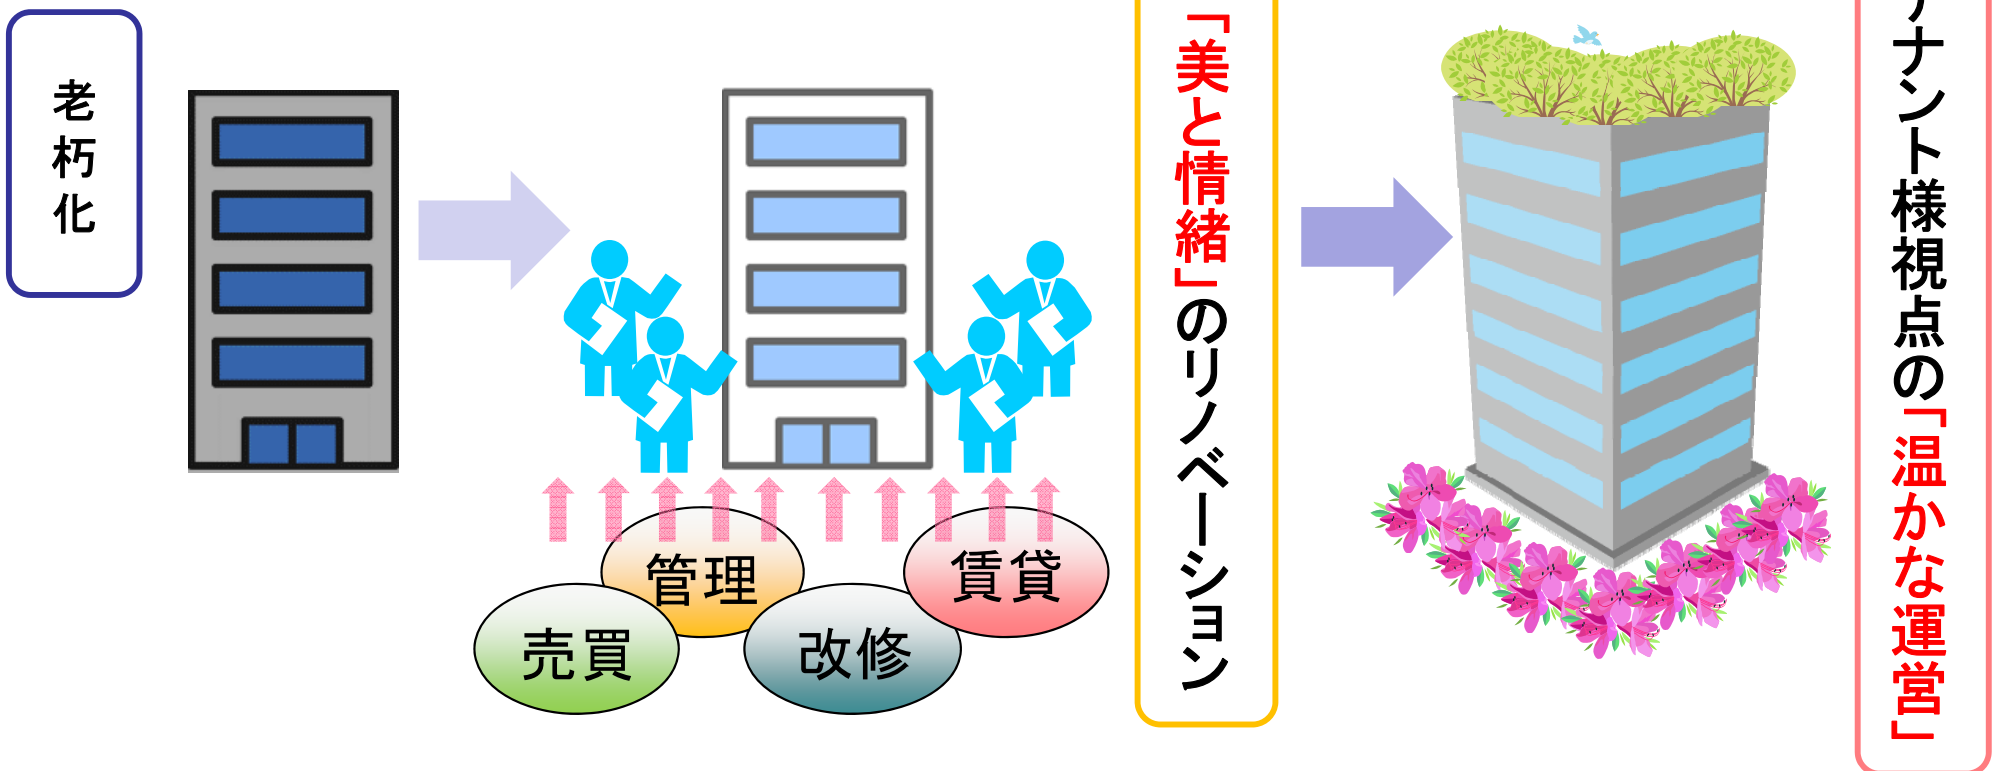 老朽化
管理
賃貸
売買
改修
「美と情緒」のリノベーション
ナント様視点の「温かな運営」